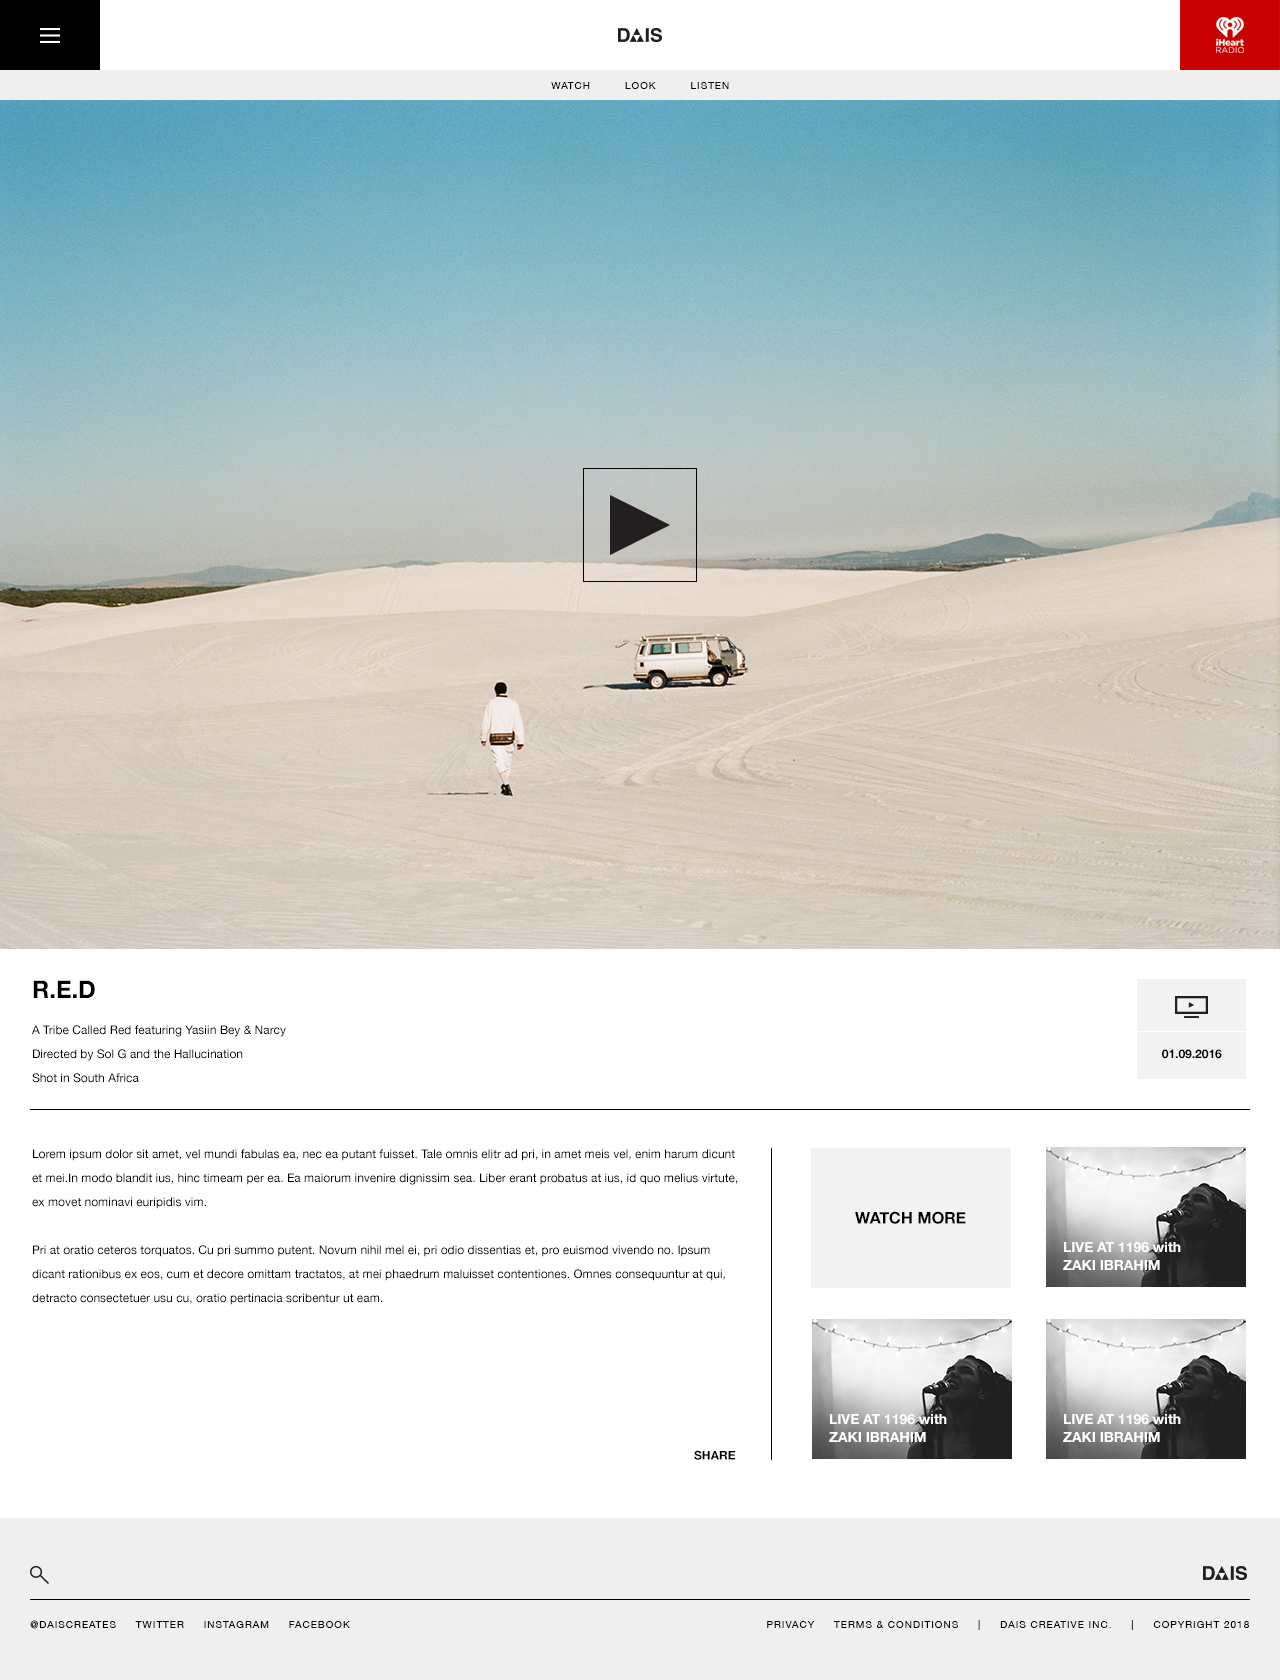 DAIS
iHeart
RADIO
WATCH LOOK LISTEN
R.E.D
A Tribe Called Red featuring Yasiin Bey & Narcy
Directed by Sol G and the Hallucination
Shot in South Africa
01.09.2016
Lorem ipsum dolor sit amet, vel mundi fabulas ea, nec ea putant fuisset. Tale omnis elitr ad pri, in amet meis vel, enim harum dicunt
et mei.In modo blandit ius, hinc timeam per ea. Ea maiorum invenire dignissim sea. Liber erant probatus at ius, id quo melius virtute,
ex movet nominavi euripidis vim.
Pri at oratio ceteros torquatos. Cu pri summo putent. Novum nihil mel ei, pri odio dissentias et, pro euismod vivendo no. Ipsum
dicant rationibus ex eos, cum et decore omittam tractatos, at mei phaedrum maluisset contentiones. Omnes consequuntur at qui,
detracto consectetuer usu cu, oratio pertinacia scribentur ut eam.
SHARE
WATCH MORE
LIVE AT 1196 with
ZAKI IBRAHIM
LIVE AT 1196 with
ZAKI IBRAHIM
LIVE AT 1196 with
ZAKI IBRAHIM
DAIS
@DAISCREATES TWITTER INSTAGRAM FACEBOOK
PRIVACY TERMS & CONDITIONS | DAIS CREATIVE INC. | COPYRIGHT 2018